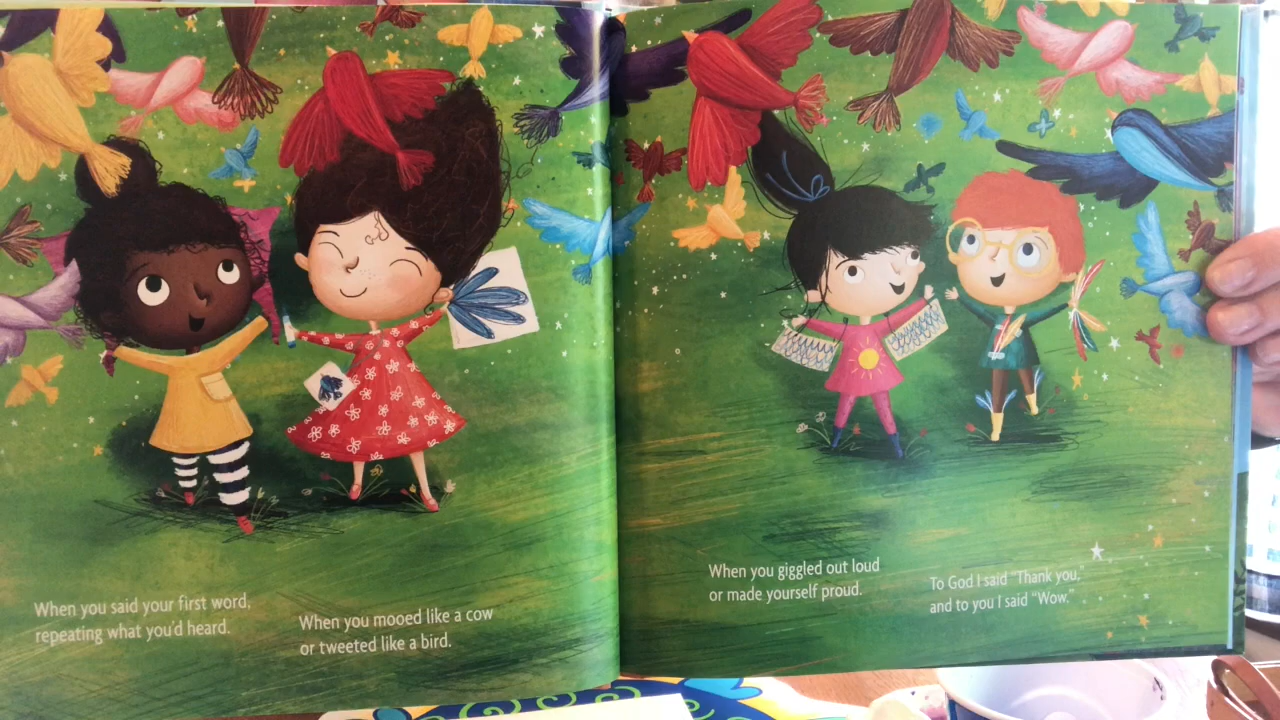 When you said your first word,
repeating what you'd heard.
When you mooed like a cow
or tweeted like a bird.
When you giggled out loud
or made yourself proud.
To God I said “Thank you,”
and to you I said “Wow.”